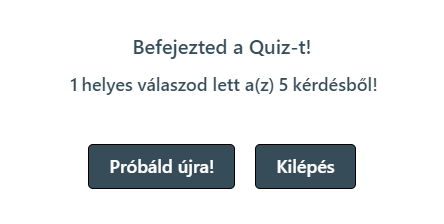 Befejezted a Quiz-t!
1 helyes válaszod lett a(z) 5 kérdésből!
Próbáld újra! Kilépés